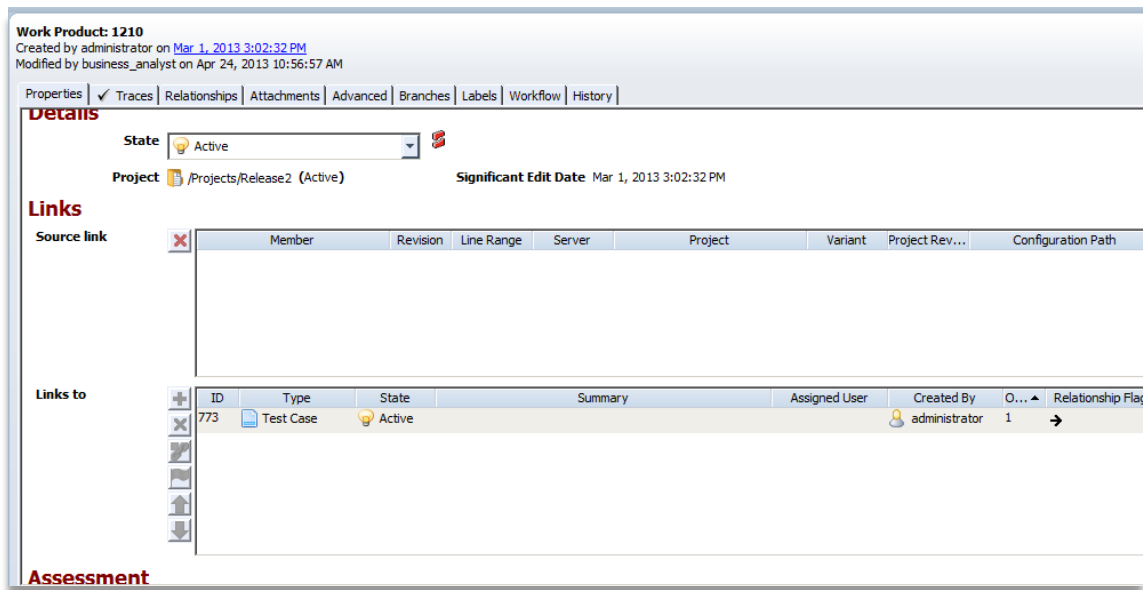 Work Product: 1210
Created by administrator on Mar 1, 2013 3:02:32 PM
Modified by business_analyst on Apr 24, 2013 10:56:57 AM
Properties ✓ Traces Relationships Attachments Advanced Branches Labels Workflow History
Details
State Active
Project /Projects/Release2 (Active) Significant Edit Date Mar 1, 2013 3:02:32 PM
Links
Source link Member Revision Line Range Server Project Variant Project Rev... Configuration Path
Links to ID Type State Summary Assigned User Created By O... Relationship Flag
773 Test Case Active administrator 1 →
Assessment